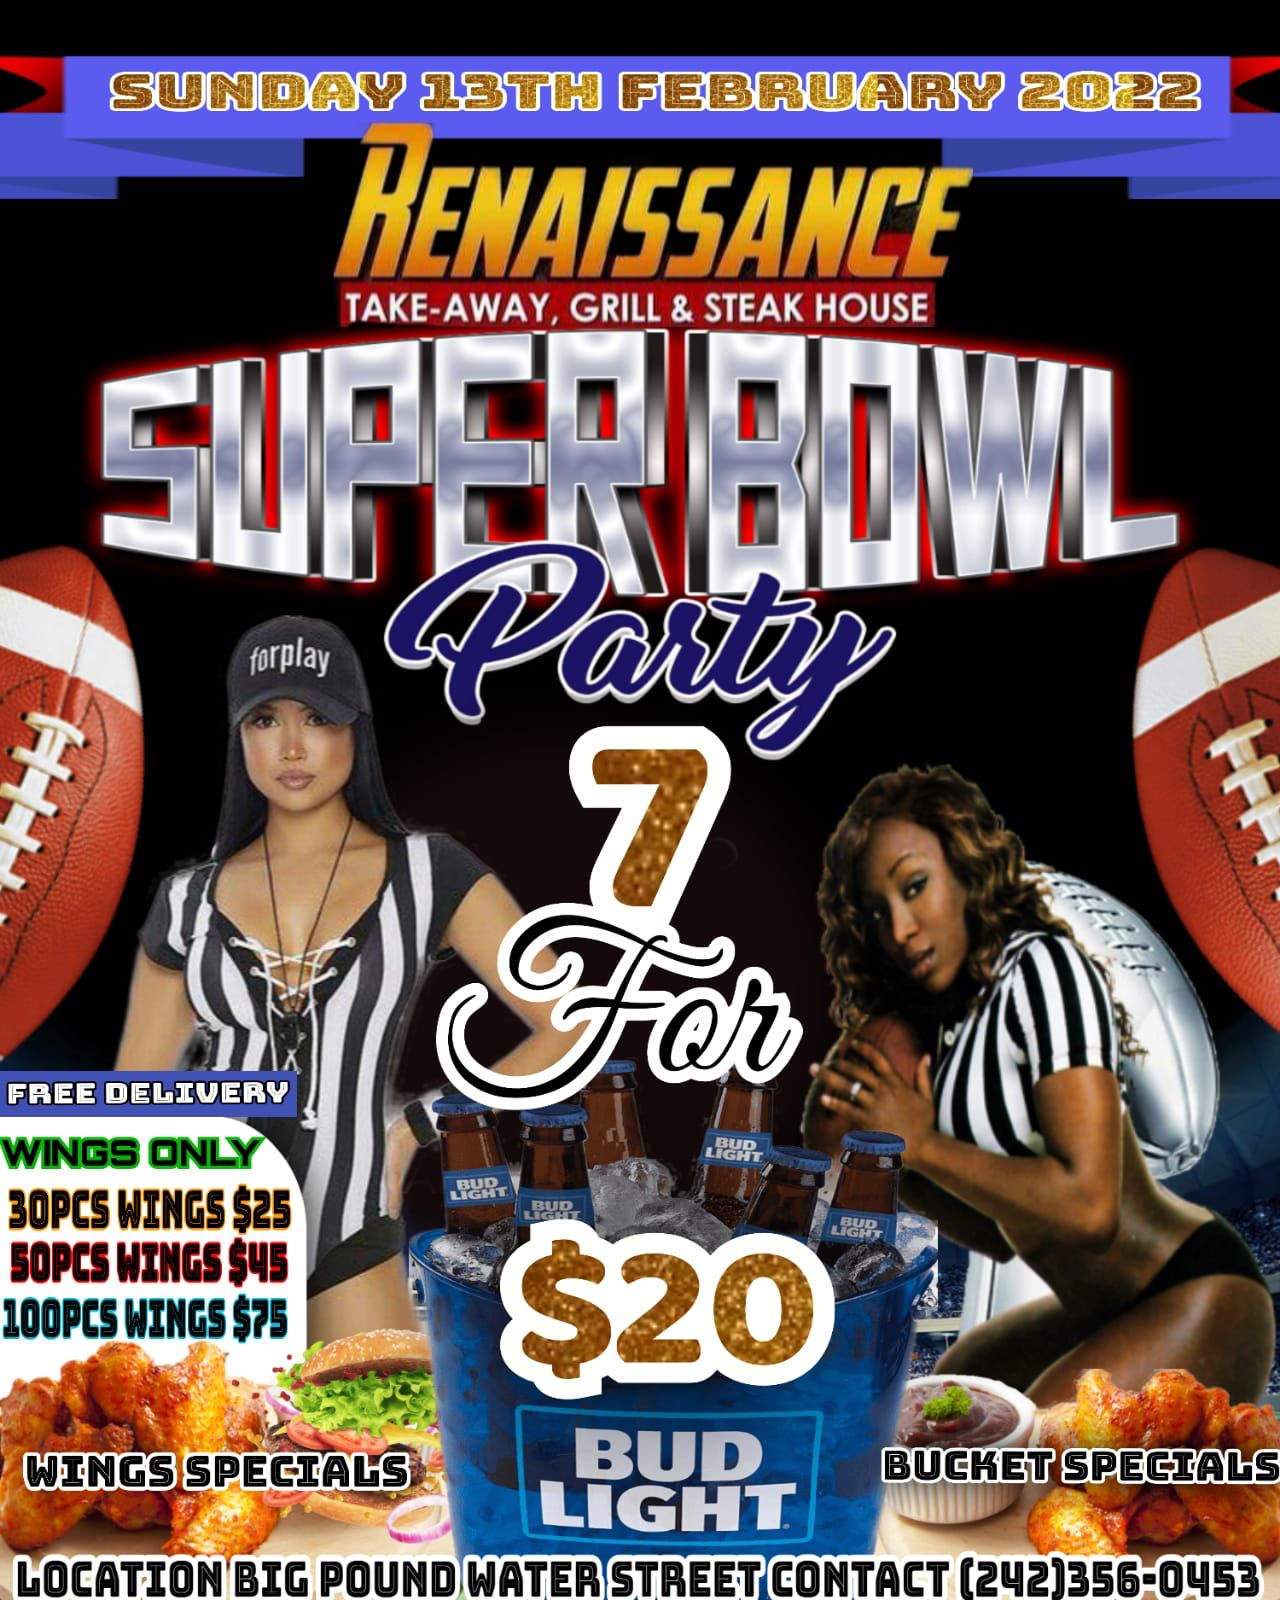 SUNDAY 13TH FEBRUARY 2022
RENAISSANCE
TAKE-AWAY, GRILL & STEAK HOUSE
SUPER BOWL
Party
forplay
7
For
$20
FREE DELIVERY
WINGS ONLY
30PCS WINGS $25
50PCS WINGS $45
100PCS WINGS $75
BUD
LIGHT
BUD
LIGHT
BUD
LIGHT
BUD
LIGHT
BUD
LIGHT
WINGS SPECIALS
BUCKET SPECIALS
LOCATION BIG POUND WATER STREET CONTACT (242)356-0453